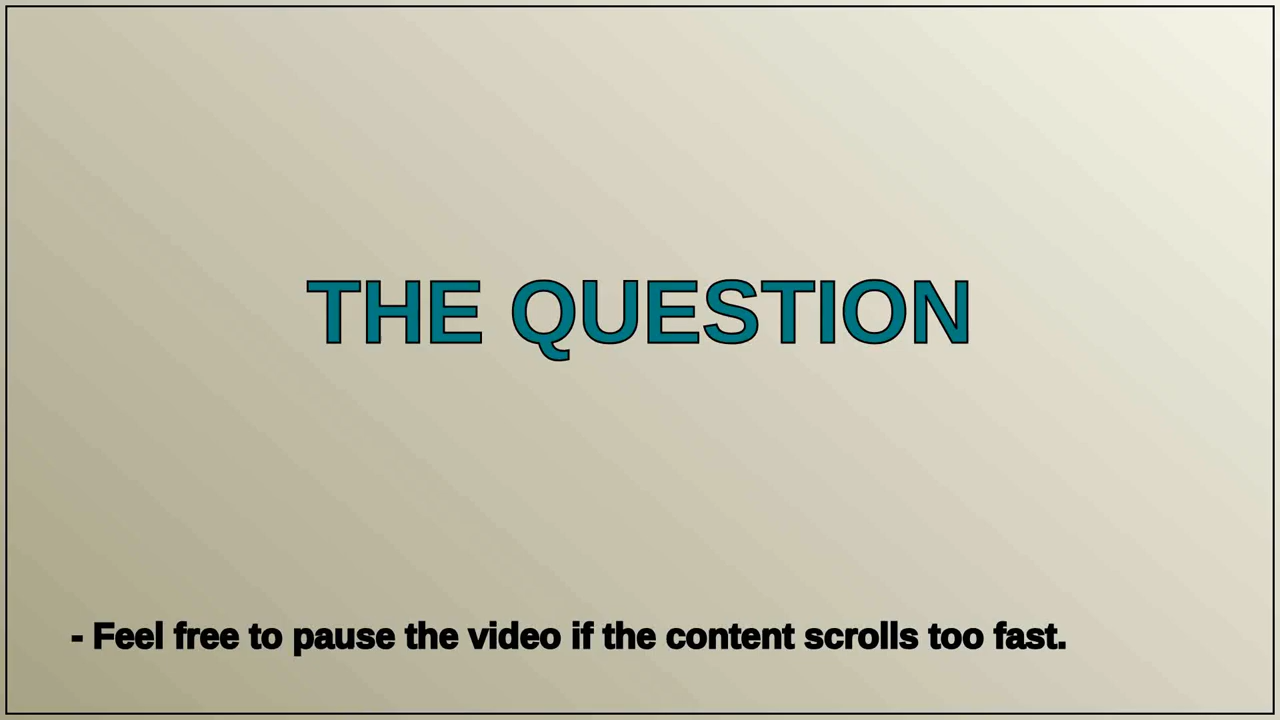 THE QUESTION
- Feel free to pause the video if the content scrolls too fast.